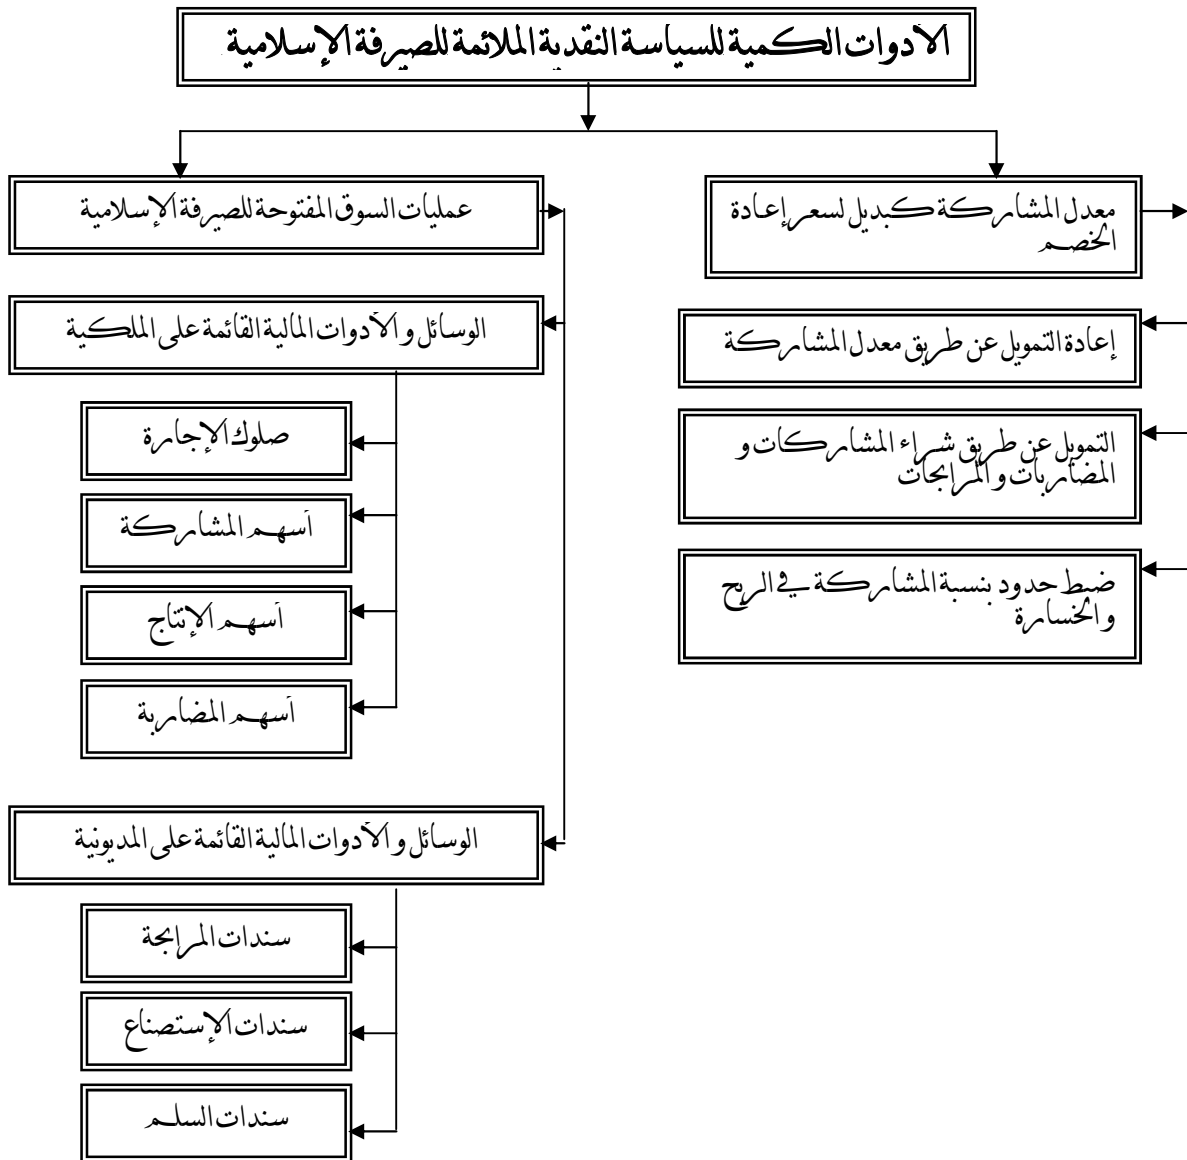 الأدوات الكمية للسياسة النقدية الملائمة للصيرفة الإسلامية
معدل المشاركة كبديل لسعر إعادة
الخصم
إعادة التمويل عن طريق معدل المشاركة
التمويل عن طريق شراء المشاركات و
المضاربات و المرابحات
ضبط حدود بنسبة المشاركة في الربح
و الخسارة
عمليات السوق المفتوحة للصيرفة الإسلامية
الوسائل و الأدوات المالية القائمة على الملكية
صلوك الإجارة
أسهم المشاركة
أسهم الإنتاج
أسهم المضاربة
الوسائل و الأدوات المالية القائمة على المديونية
سندات المرابحة
سندات الإستصناع
سندات السلم